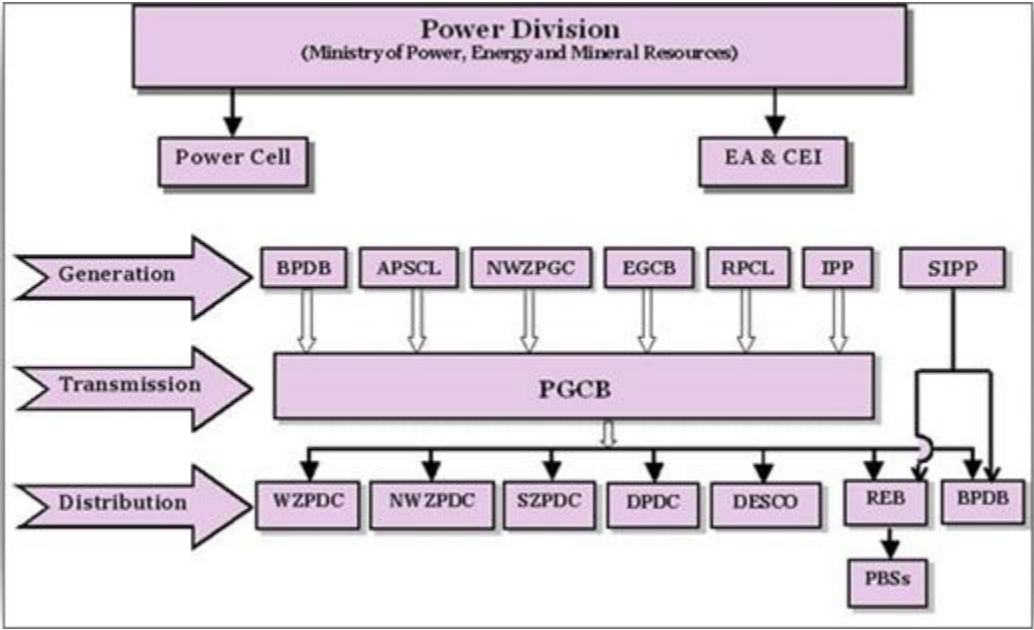 Power Division
(Ministry of Power, Energy and Mineral Resources)
Power Cell
EA & CEI
Generation
BPDB
APSCL
NWZPGC
EGCB
RPCL
IPP
SIPP
Transmission
PGCB
Distribution
WZPDC
NWZPDC
SZPDC
DPDC
DESCO
REB
BPDB
PBSs